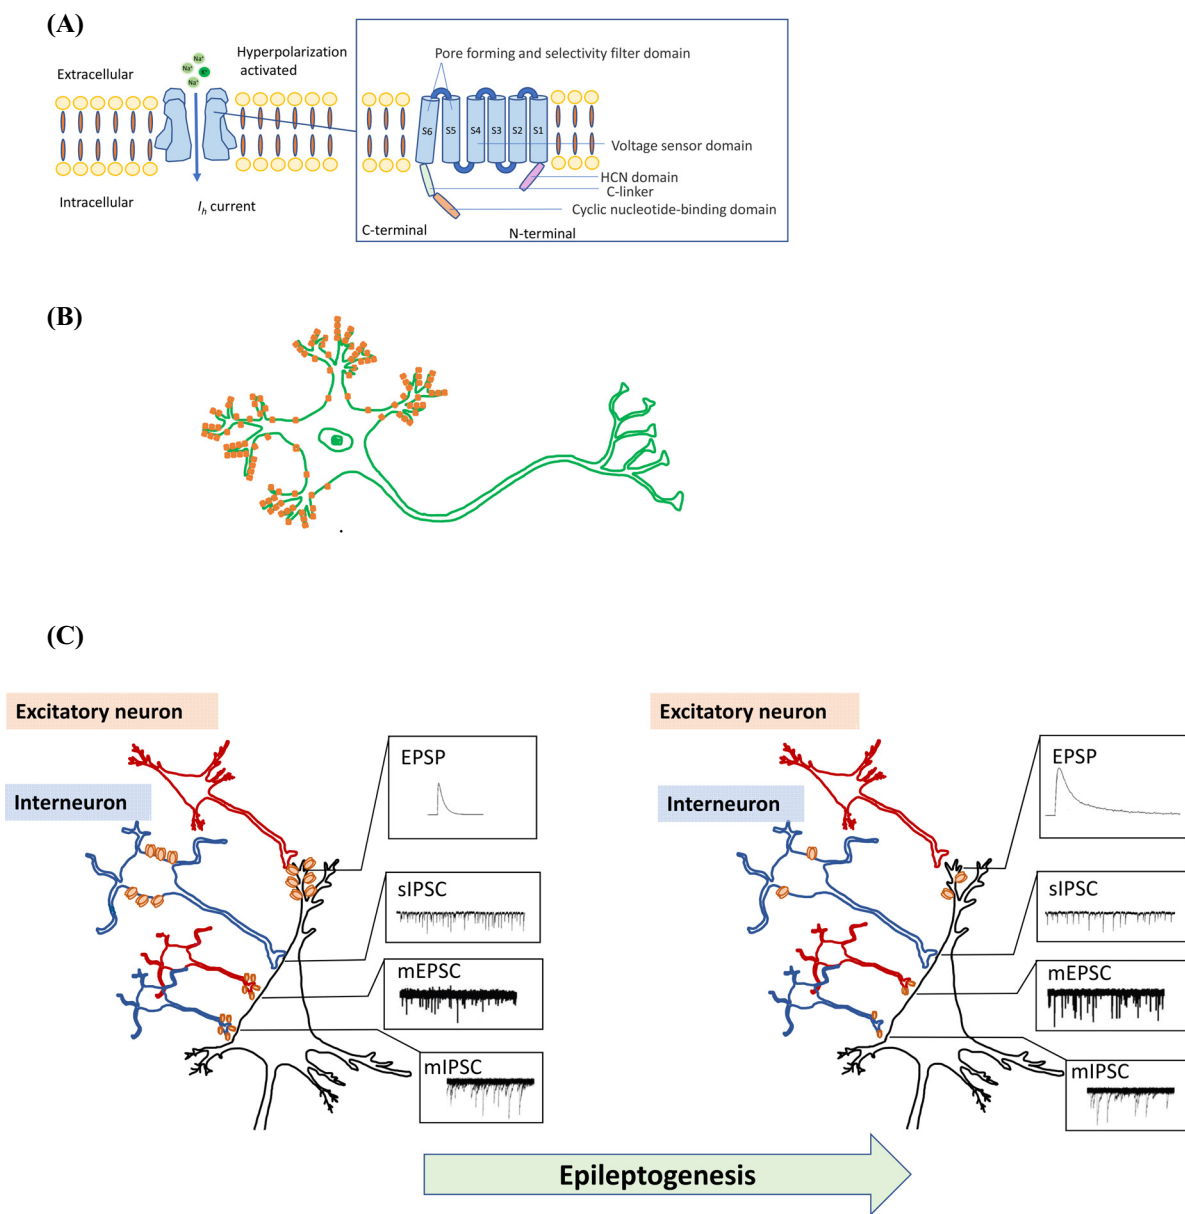 (A)
Na⁺
Na⁺
K⁺
Na⁺
Hyperpolarization
activated
Extracellular
Intracellular
Iₕ current
Pore forming and selectivity filter domain
S6 S5 S4 S3 S2 S1
Voltage sensor domain
HCN domain
C-linker
Cyclic nucleotide-binding domain
C-terminal
N-terminal
(B)
(C)
Excitatory neuron
Interneuron
EPSP
sIPSC
mEPSC
mIPSC
Excitatory neuron
Interneuron
EPSP
sIPSC
mEPSC
mIPSC
Epileptogenesis